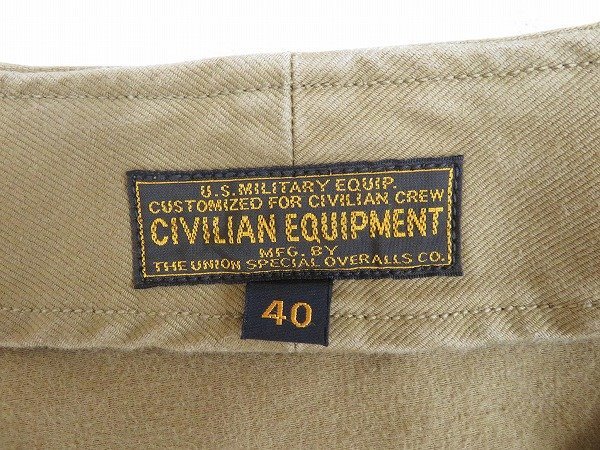 U.S. MILITARY EQUIP.
CUSTOMIZED FOR CIVILIAN CREW
CIVILIAN EQUIPMENT
MFG. BY
THE UNION SPECIAL OVERALLS CO.
40